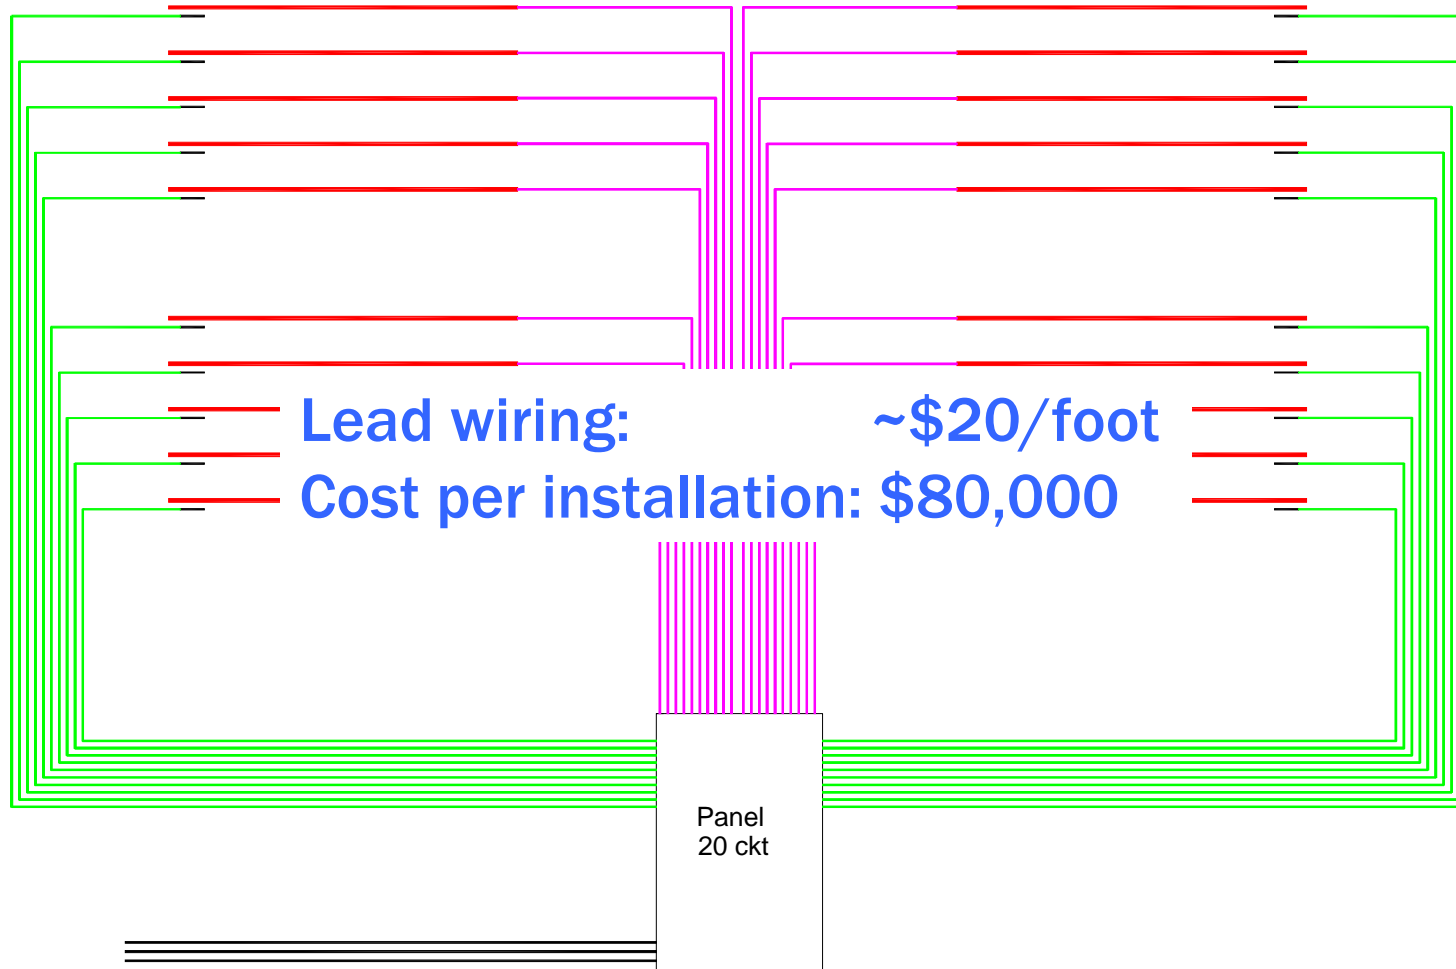 Lead wiring: ~$20/foot
Cost per installation: $80,000
Panel
20 ckt